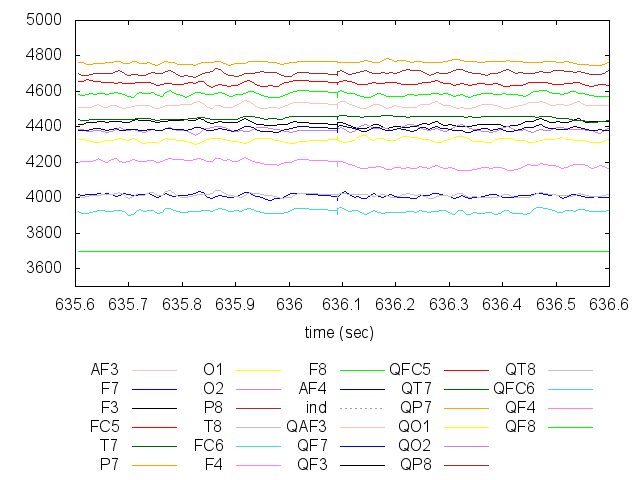 5000
4800
4600
4400
4200
4000
3800
3600
635.6 635.7 635.8 635.9 636 636.1 636.2 636.3 636.4 636.5 636.6
time (sec)
AF3 O1 F8 QFC5 QT8
F7 O2 AF4 QT7 QFC6
F3 P8 ind QP7 QF4
FC5 T8 QAF3 QO1 QF8
T7 FC6 QF7 QO2
P7 F4 QF3 QP8